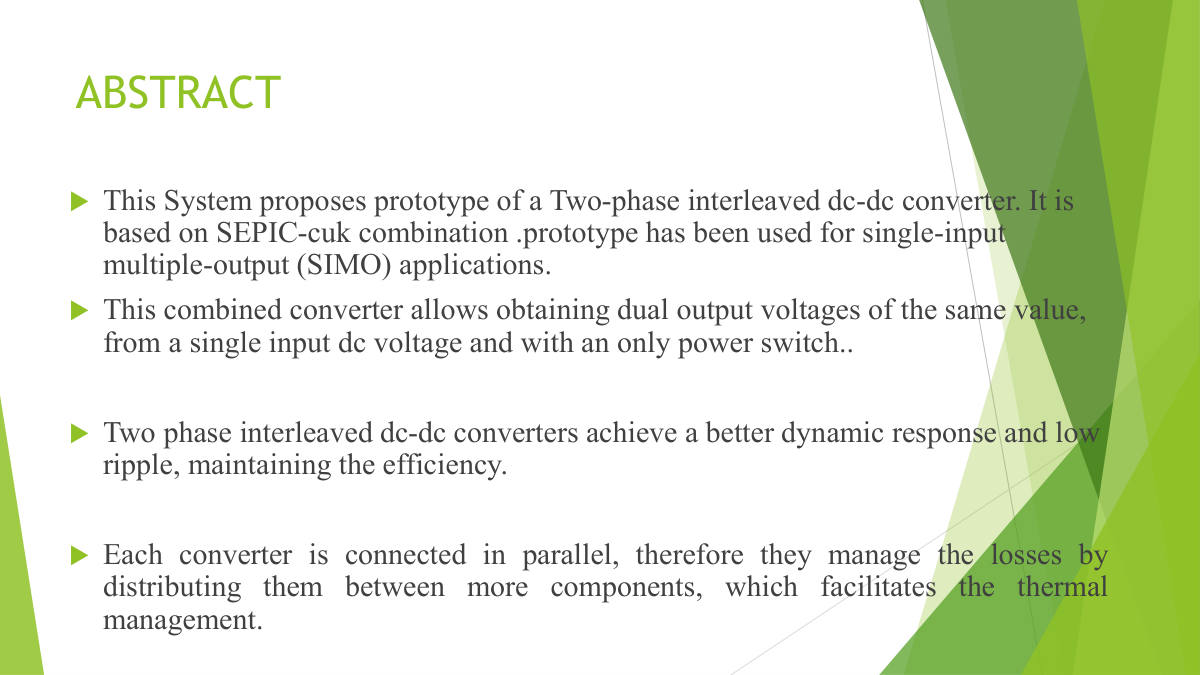 ABSTRACT
This System proposes prototype of a Two-phase interleaved dc-dc converter. It is
based on SEPIC-cuk combination .prototype has been used for single-input
multiple-output (SIMO) applications.
This combined converter allows obtaining dual output voltages of the same value,
from a single input dc voltage and with an only power switch..
Two phase interleaved dc-dc converters achieve a better dynamic response and low
ripple, maintaining the efficiency.
Each converter is connected in parallel, therefore they manage the losses by
distributing them between more components, which facilitates the thermal
management.